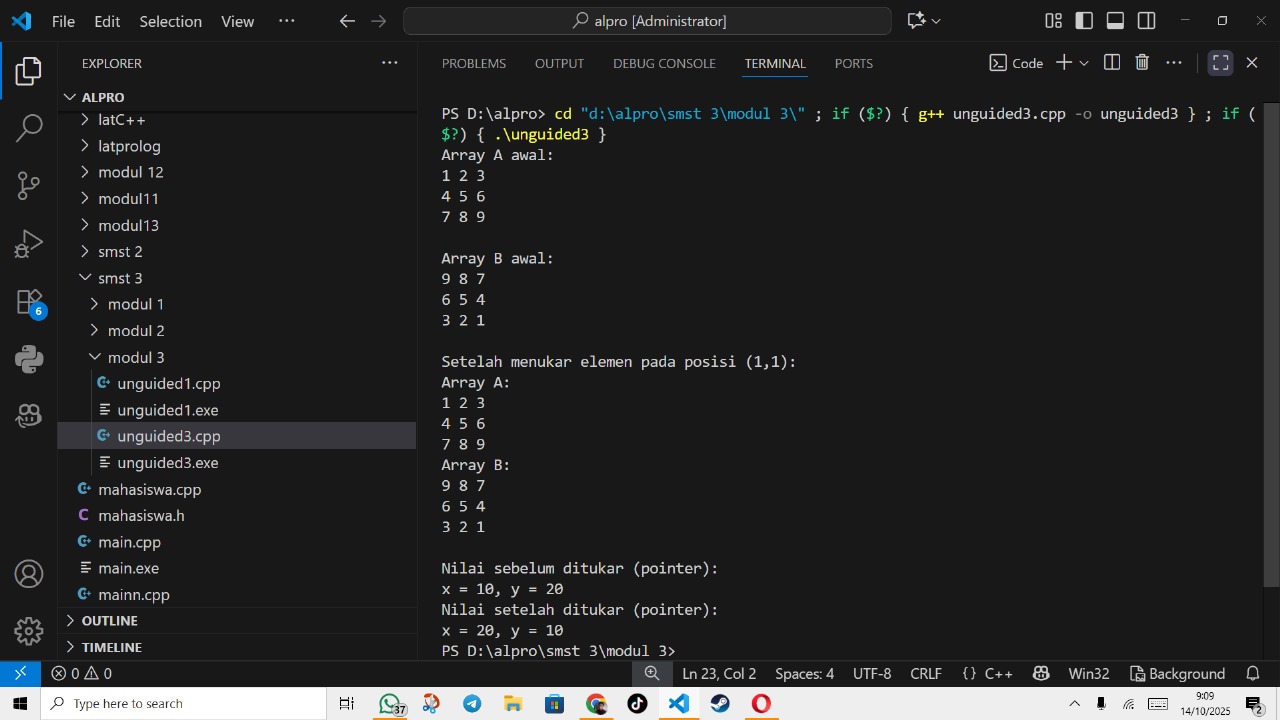 File Edit Selection View ··· alpro [Administrator]
EXPLORER
ALPRO
latC++
latprolog
modul 12
modul11
modul13
smst 2
smst 3
modul 1
modul 2
modul 3
unguided1.cpp
unguided1.exe
unguided3.cpp
unguided3.exe
mahasiswa.cpp
mahasiswa.h
main.cpp
main.exe
mainn.cpp
OUTLINE
TIMELINE
6
PROBLEMS OUTPUT DEBUG CONSOLE TERMINAL PORTS Code
PS D:\alpro> cd "d:\alpro\smst 3\modul 3\" ; if ($?) { g++ unguided3.cpp -o unguided3 } ; if (
$?) { .\unguided3 }
Array A awal:
1 2 3
4 5 6
7 8 9
Array B awal:
9 8 7
6 5 4
3 2 1
Setelah menukar elemen pada posisi (1,1):
Array A:
1 2 3
4 5 6
7 8 9
Array B:
9 8 7
6 5 4
3 2 1
Nilai sebelum ditukar (pointer):
x = 10, y = 20
Nilai setelah ditukar (pointer):
x = 20, y = 10
PS D:\alpro\smst 3\modul 3>
0 0 Ln 23, Col 2 Spaces: 4 UTF-8 CRLF {} C++ Win32 Background
Type here to search 37 9:09
14/10/2025 2